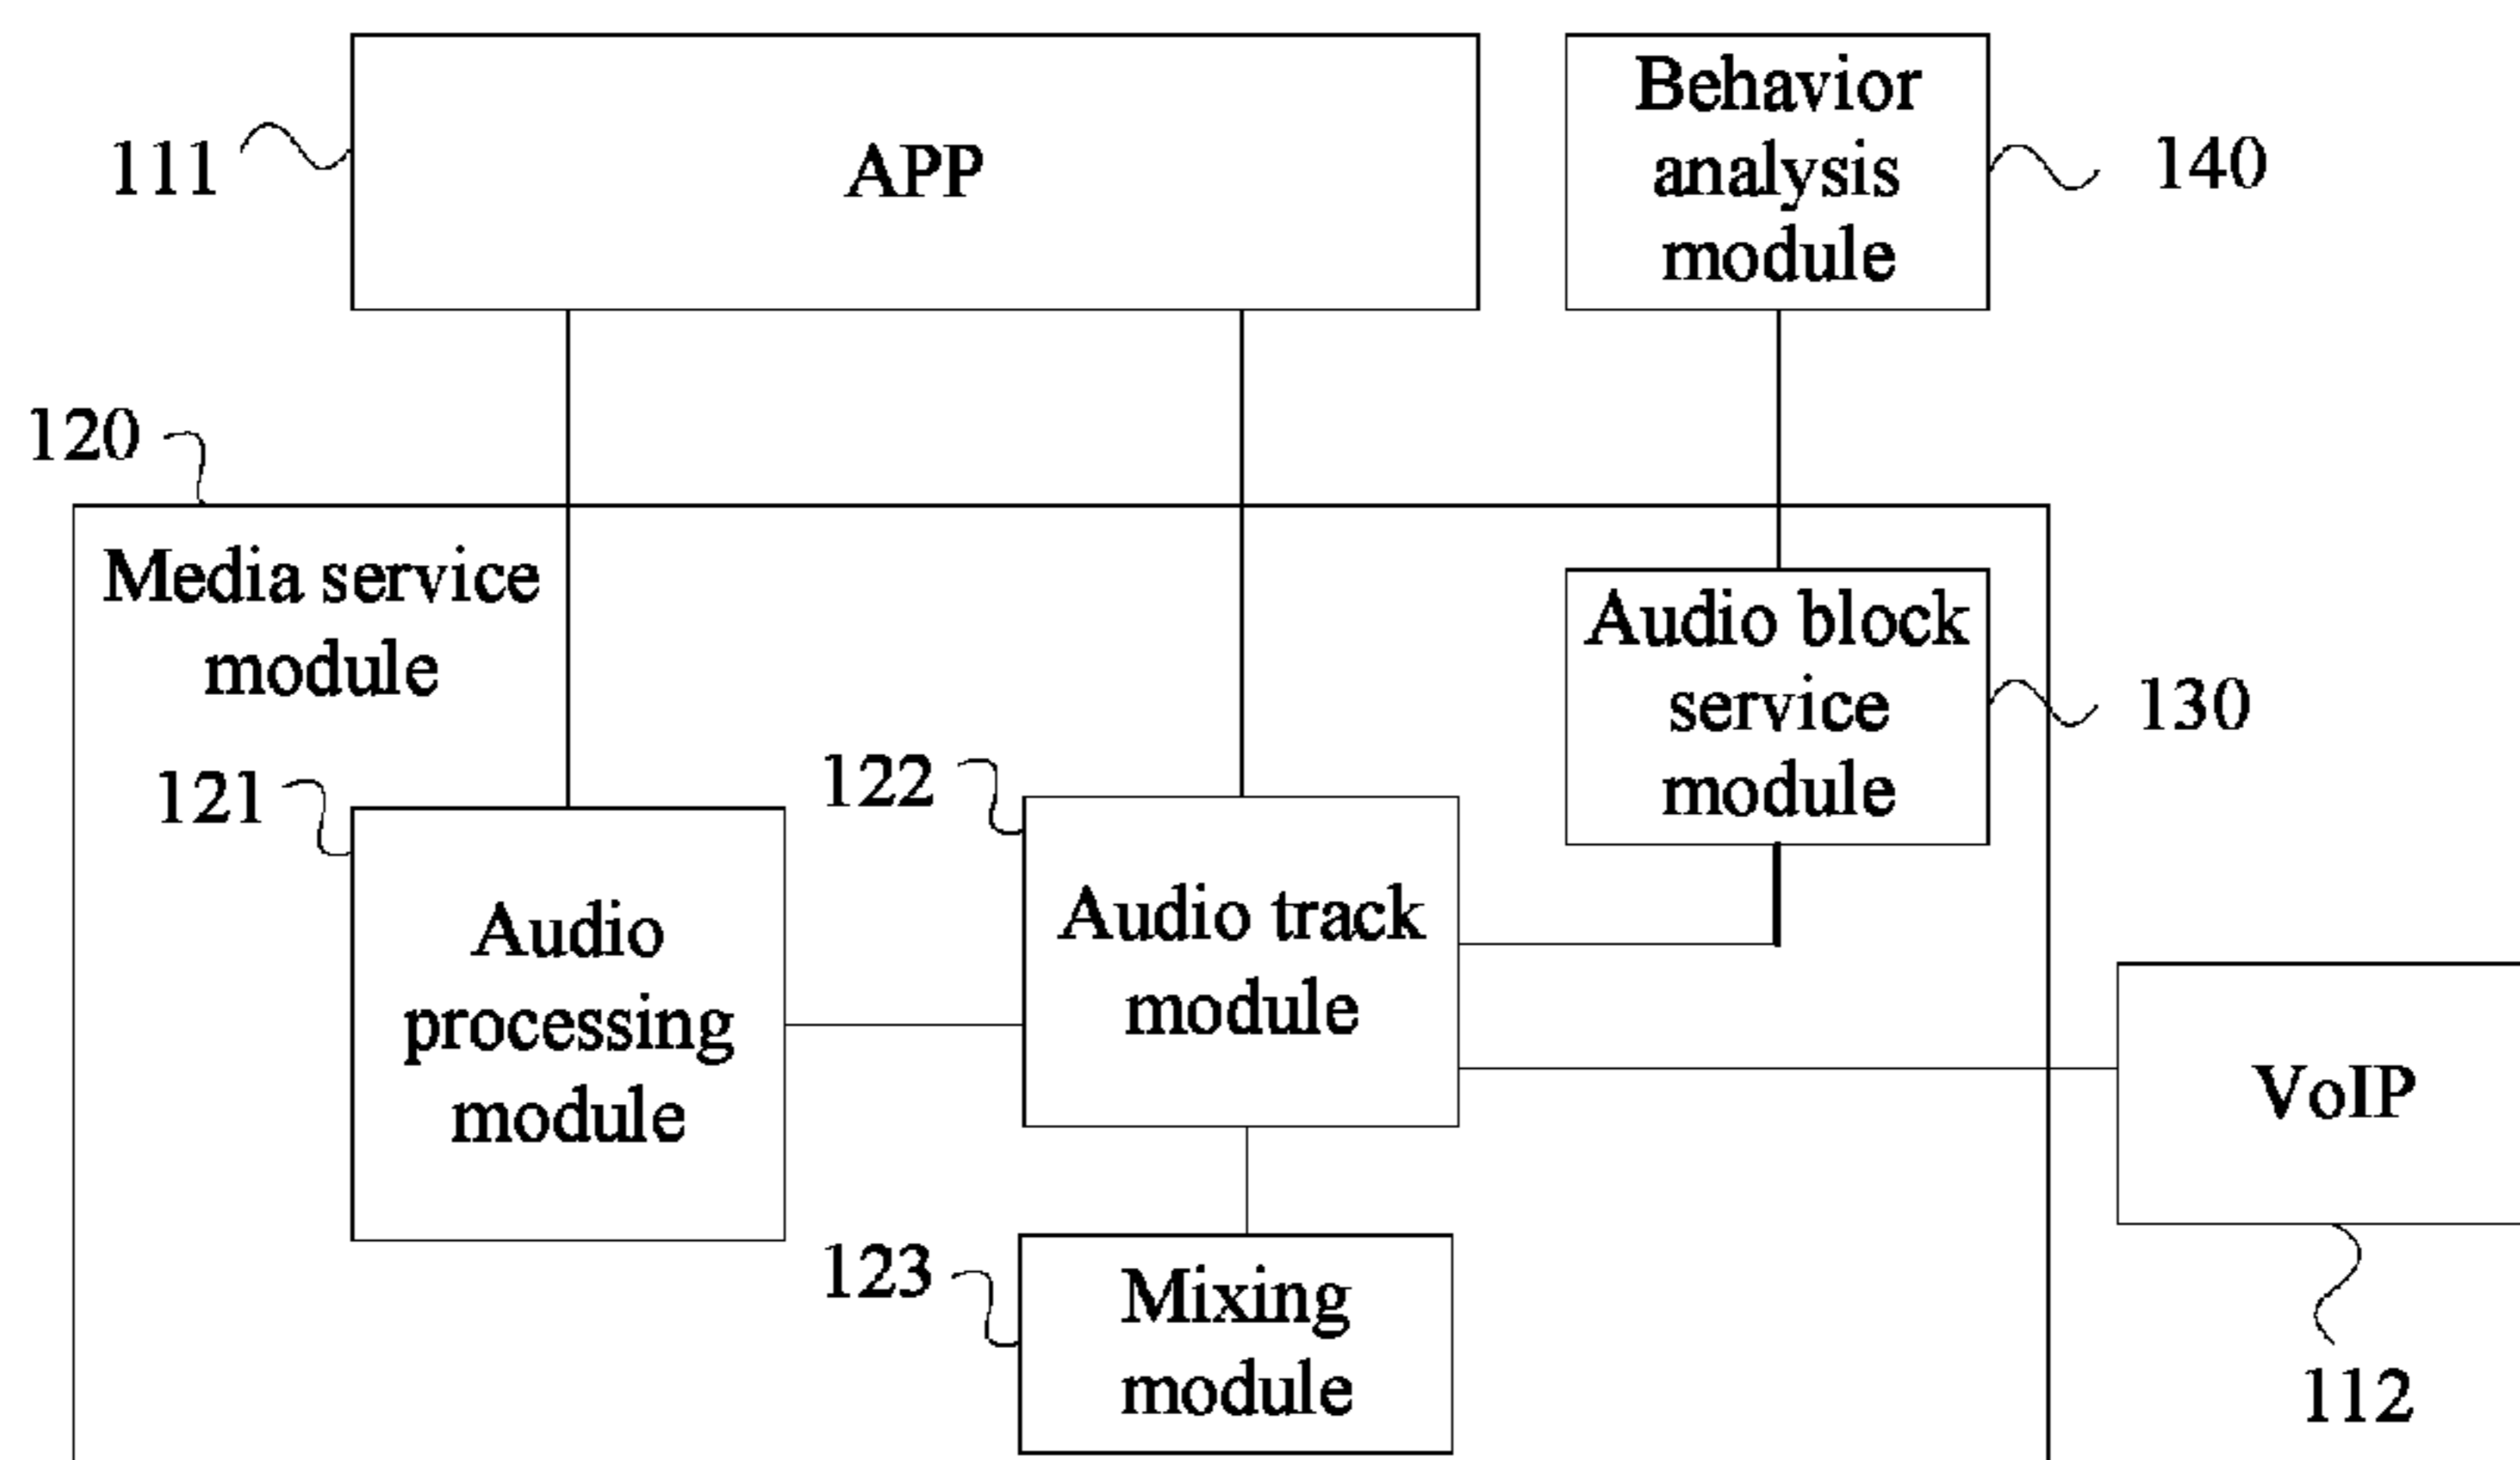 111
APP
Behavior
analysis
module
140
120
Media service
module
Audio block
service
module
130
121
Audio
processing
module
122
Audio track
module
VoIP
112
123
Mixing
module